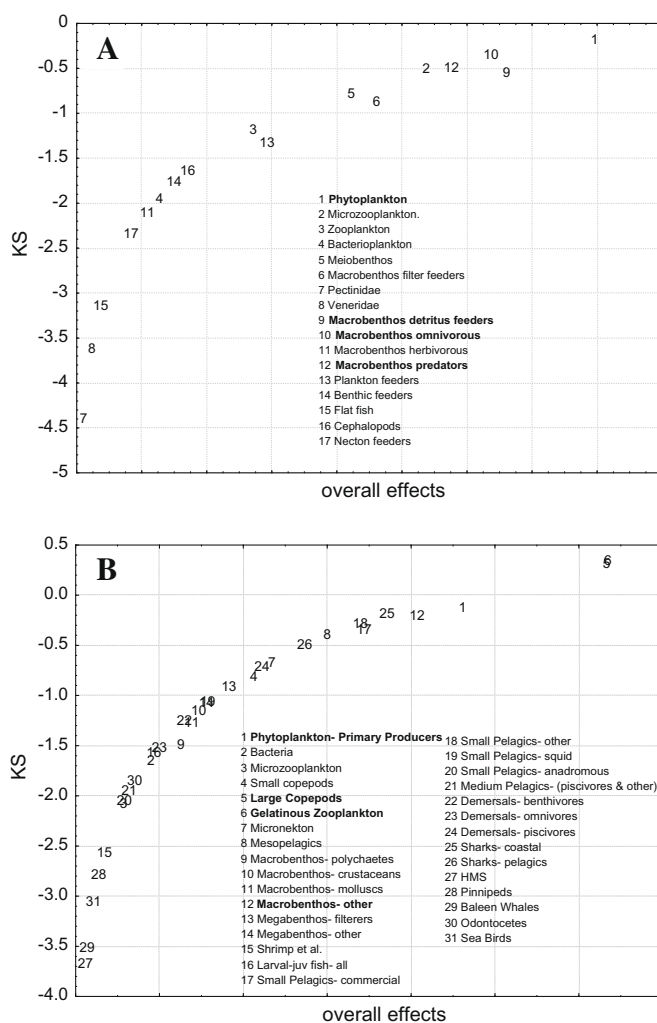 A
0
-0.5
-1
-1.5
-2
-2.5
-3
-3.5
-4
-4.5
-5
KS
1
10
2 12 9
5
6
3
13
16
14
4
11
17
15
8
7
1 Phytoplankton
2 Microzooplankton.
3 Zooplankton
4 Bacterioplankton
5 Meiobenthos
6 Macrobenthos filter feeders
7 Pectinidae
8 Veneridae
9 Macrobenthos detritus feeders
10 Macrobenthos omnivorous
11 Macrobenthos herbivorous
12 Macrobenthos predators
13 Plankton feeders
14 Benthic feeders
15 Flat fish
16 Cephalopods
17 Necton feeders
overall effects
B
0.5
0.0
-0.5
-1.0
-1.5
-2.0
-2.5
-3.0
-3.5
-4.0
KS
6
5
1
25 12
18
17
8
26
7
24
4
13
14
10
22 11
9
23
16
2
30
21
20
15
28
31
29
27
1 Phytoplankton- Primary Producers
2 Bacteria
3 Microzooplankton
4 Small copepods
5 Large Copepods
6 Gelatinous Zooplankton
7 Micronekton
8 Mesopelagics
9 Macrobenthos- polychaetes
10 Macrobenthos- crustaceans
11 Macrobenthos- molluscs
12 Macrobenthos- other
13 Megabenthos- filterers
14 Megabenthos- other
15 Shrimp et al.
16 Larval-juv fish- all
17 Small Pelagics- commercial
18 Small Pelagics- other
19 Small Pelagics- squid
20 Small Pelagics- anadromous
21 Medium Pelagics- (piscivores & other)
22 Demersals- benthivores
23 Demersals- omnivores
24 Demersals- piscivores
25 Sharks- coastal
26 Sharks- pelagics
27 HMS
28 Pinnipeds
29 Baleen Whales
30 Odontocetes
31 Sea Birds
overall effects